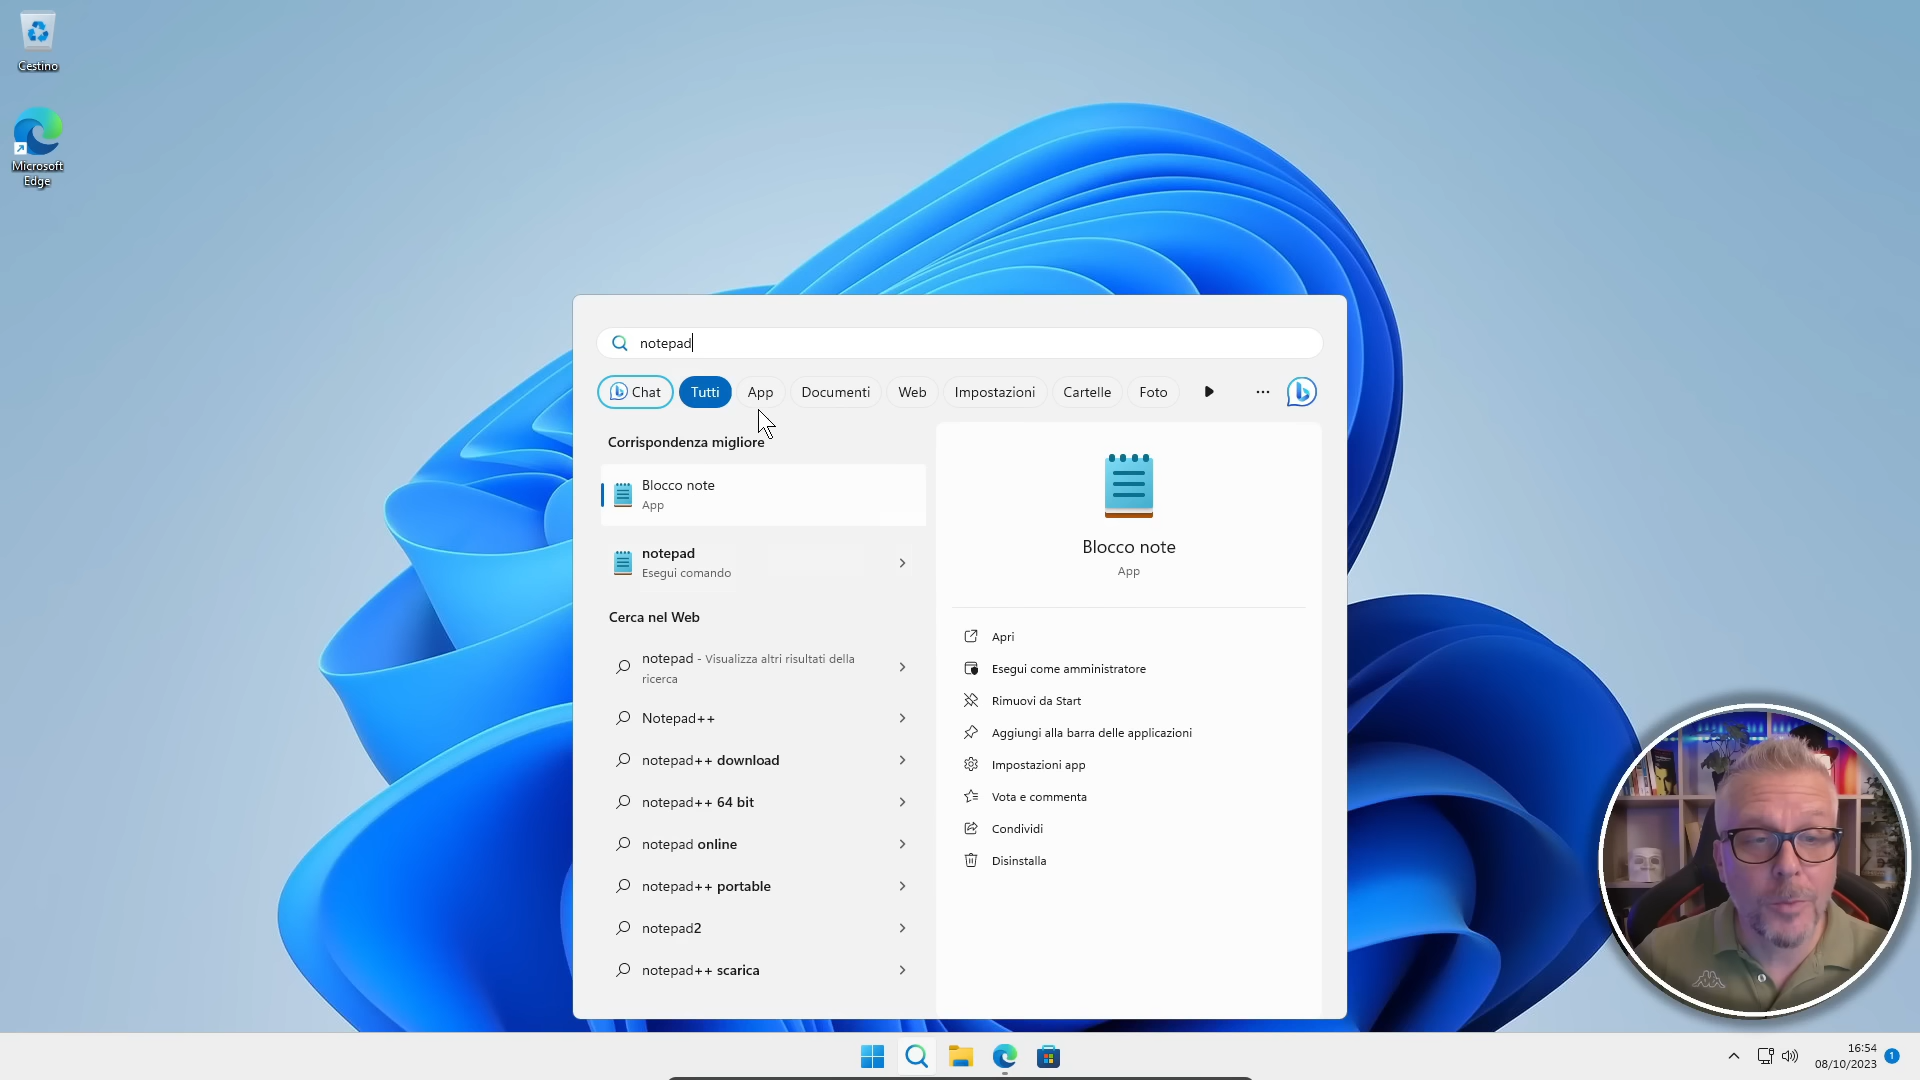 Cestino
Microsoft
Edge
notepad
Chat
Tutti
App
Documenti
Web
Impostazioni
Cartelle
Foto
Corrispondenza migliore
Blocco note
App
notepad
Esegui comando
Cerca nel Web
notepad - Visualizza altri risultati della
ricerca
Notepad++
notepad++ download
notepad++ 64 bit
notepad online
notepad++ portable
notepad2
notepad++ scarica
Blocco note
App
Apri
Esegui come amministratore
Rimuovi da Start
Aggiungi alla barra delle applicazioni
Impostazioni app
Vota e commenta
Condividi
Disinstalla
16:54
08/10/2023
1